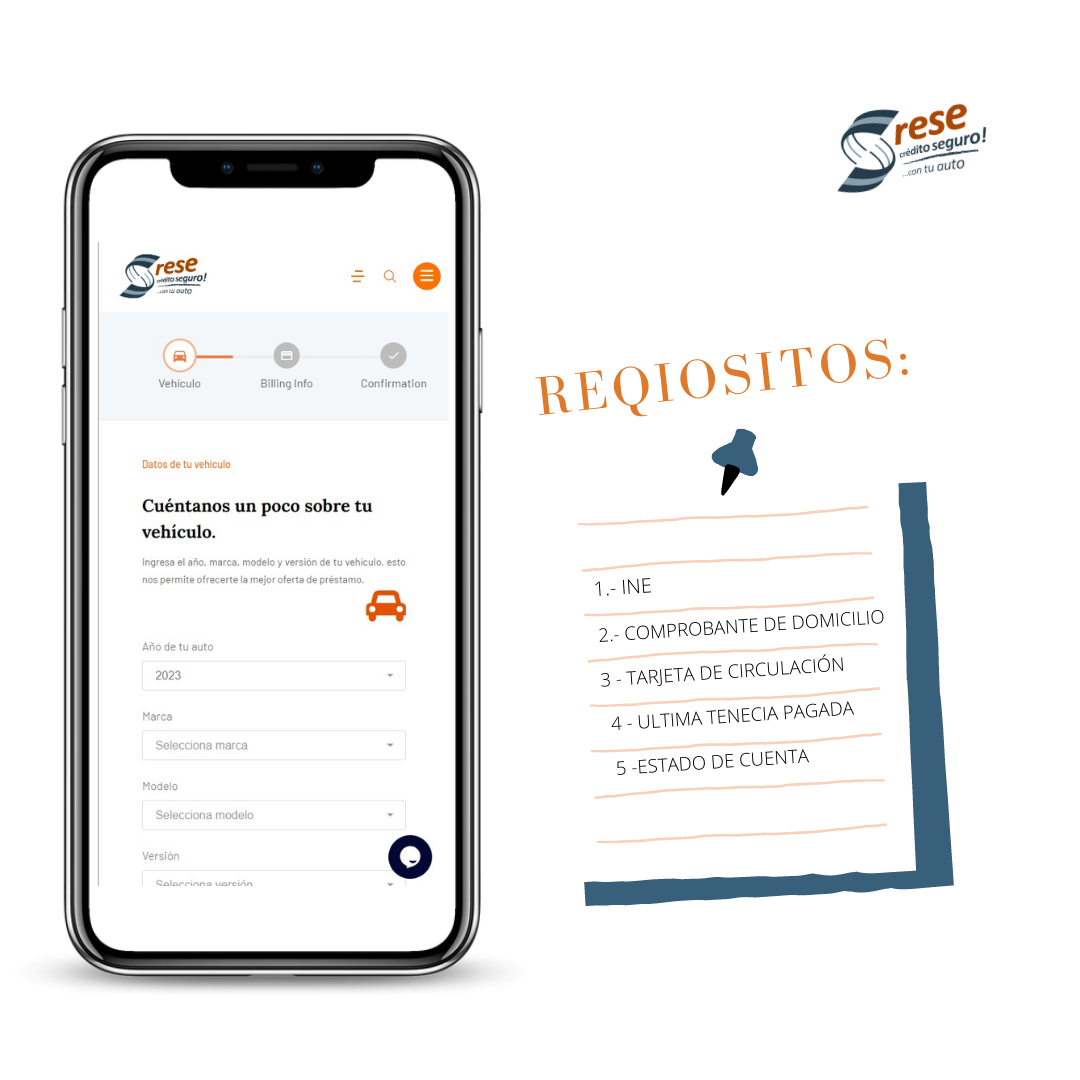 rese
crédito seguro!
...con tu auto
rese
crédito seguro!
...con tu auto
Vehículo
Billing Info
Confirmation
Datos de tu vehículo
Cuéntanos un poco sobre tu
vehículo.
Ingresa el año, marca, modelo y versión de tu vehículo, esto
nos permite ofrecerte la mejor oferta de préstamo.
Año de tu auto
2023
Marca
Selecciona marca
Modelo
Selecciona modelo
Versión
Selecciona versión
REQIOSITOS:
1.- INE
2.- COMPROBANTE DE DOMICILIO
3 - TARJETA DE CIRCULACIÓN
4 - ULTIMA TENECIA PAGADA
5 -ESTADO DE CUENTA